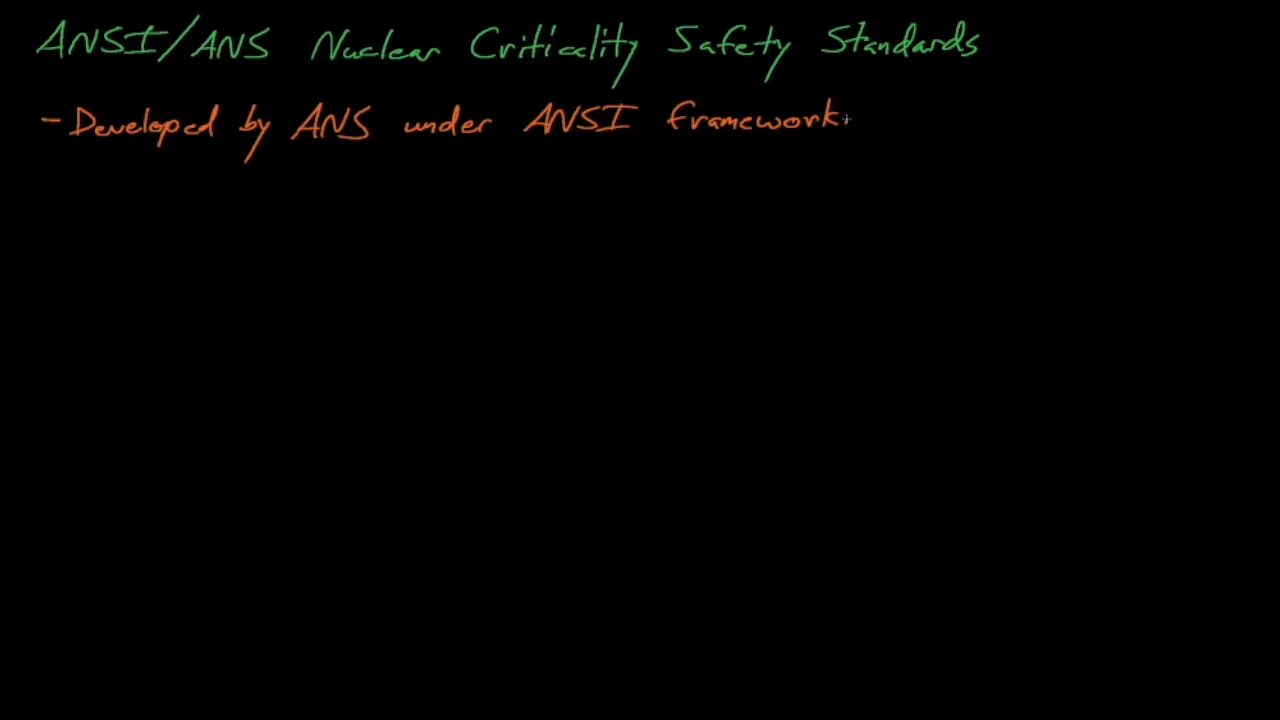 ANSI/ANS Nuclear Criticality Safety Standards
- Developed by ANS under ANSI framework